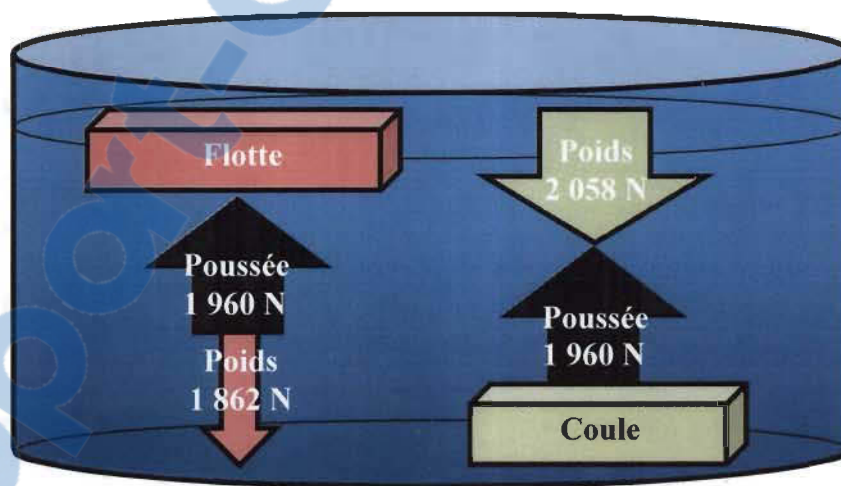 Flotte
Poussée
1 960 N
Poids
1 862 N
Poids
2 058 N
Poussée
1 960 N
Coule